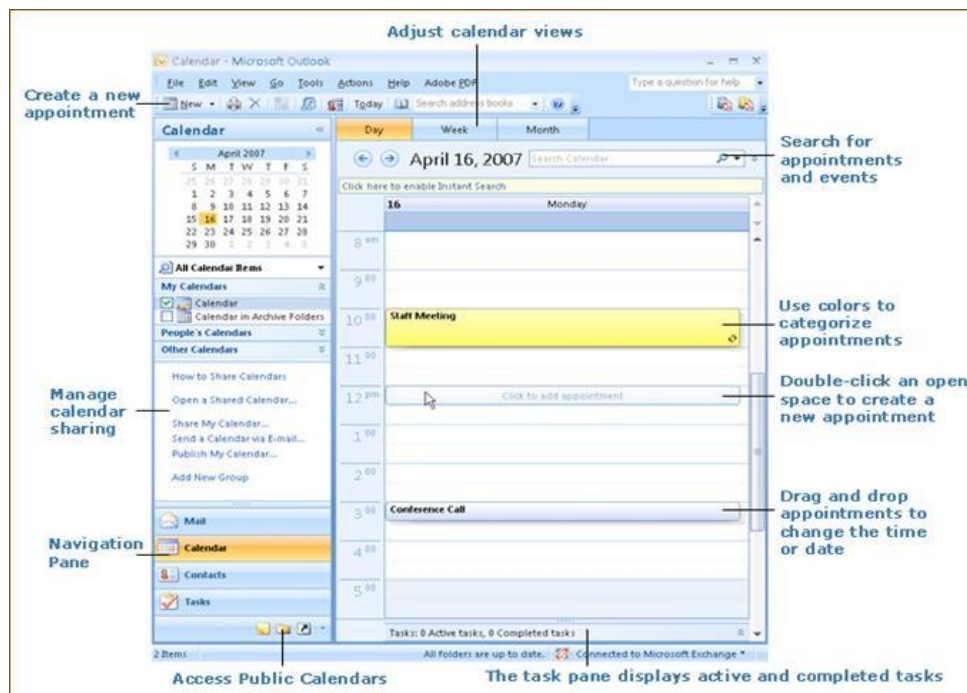 Adjust calendar views
Calendar - Microsoft Outlook
File Edit View Go Tools Actions Help Adobe PDF
Type a question for help
Create a new
appointment
New
Today
Search address books
Calendar
Day Week Month
April 2007
S M T W T F S
25 26 27 28 29 30 31
1 2 3 4 5 6 7
8 9 10 11 12 13 14
15 16 17 18 19 20 21
22 23 24 25 26 27 28
29 30 1 2 3 4 5
April 16, 2007
Search Calendar
Search for
appointments
and events
Click here to enable Instant Search
16 Monday
All Calendar Items
My Calendars
Calendar
Calendar in Archive Folders
People's Calendars
Other Calendars
How to Share Calendars
Open a Shared Calendar...
Share My Calendar...
Send a Calendar via E-mail...
Publish My Calendar...
Add New Group
Manage
calendar
sharing
8 am
9 00
10 00
Staff Meeting
11 00
12 pm
Click to add appointment
1 00
2 00
3 00
Conference Call
4 00
5 00
Use colors to
categorize
appointments
Double-click an open
space to create a
new appointment
Drag and drop
appointments to
change the time
or date
Navigation
Pane
Mail
Calendar
Contacts
Tasks
Tasks: 0 Active tasks, 0 Completed tasks
2 Items
All folders are up to date.
Connected to Microsoft Exchange
Access Public Calendars
The task pane displays active and completed tasks